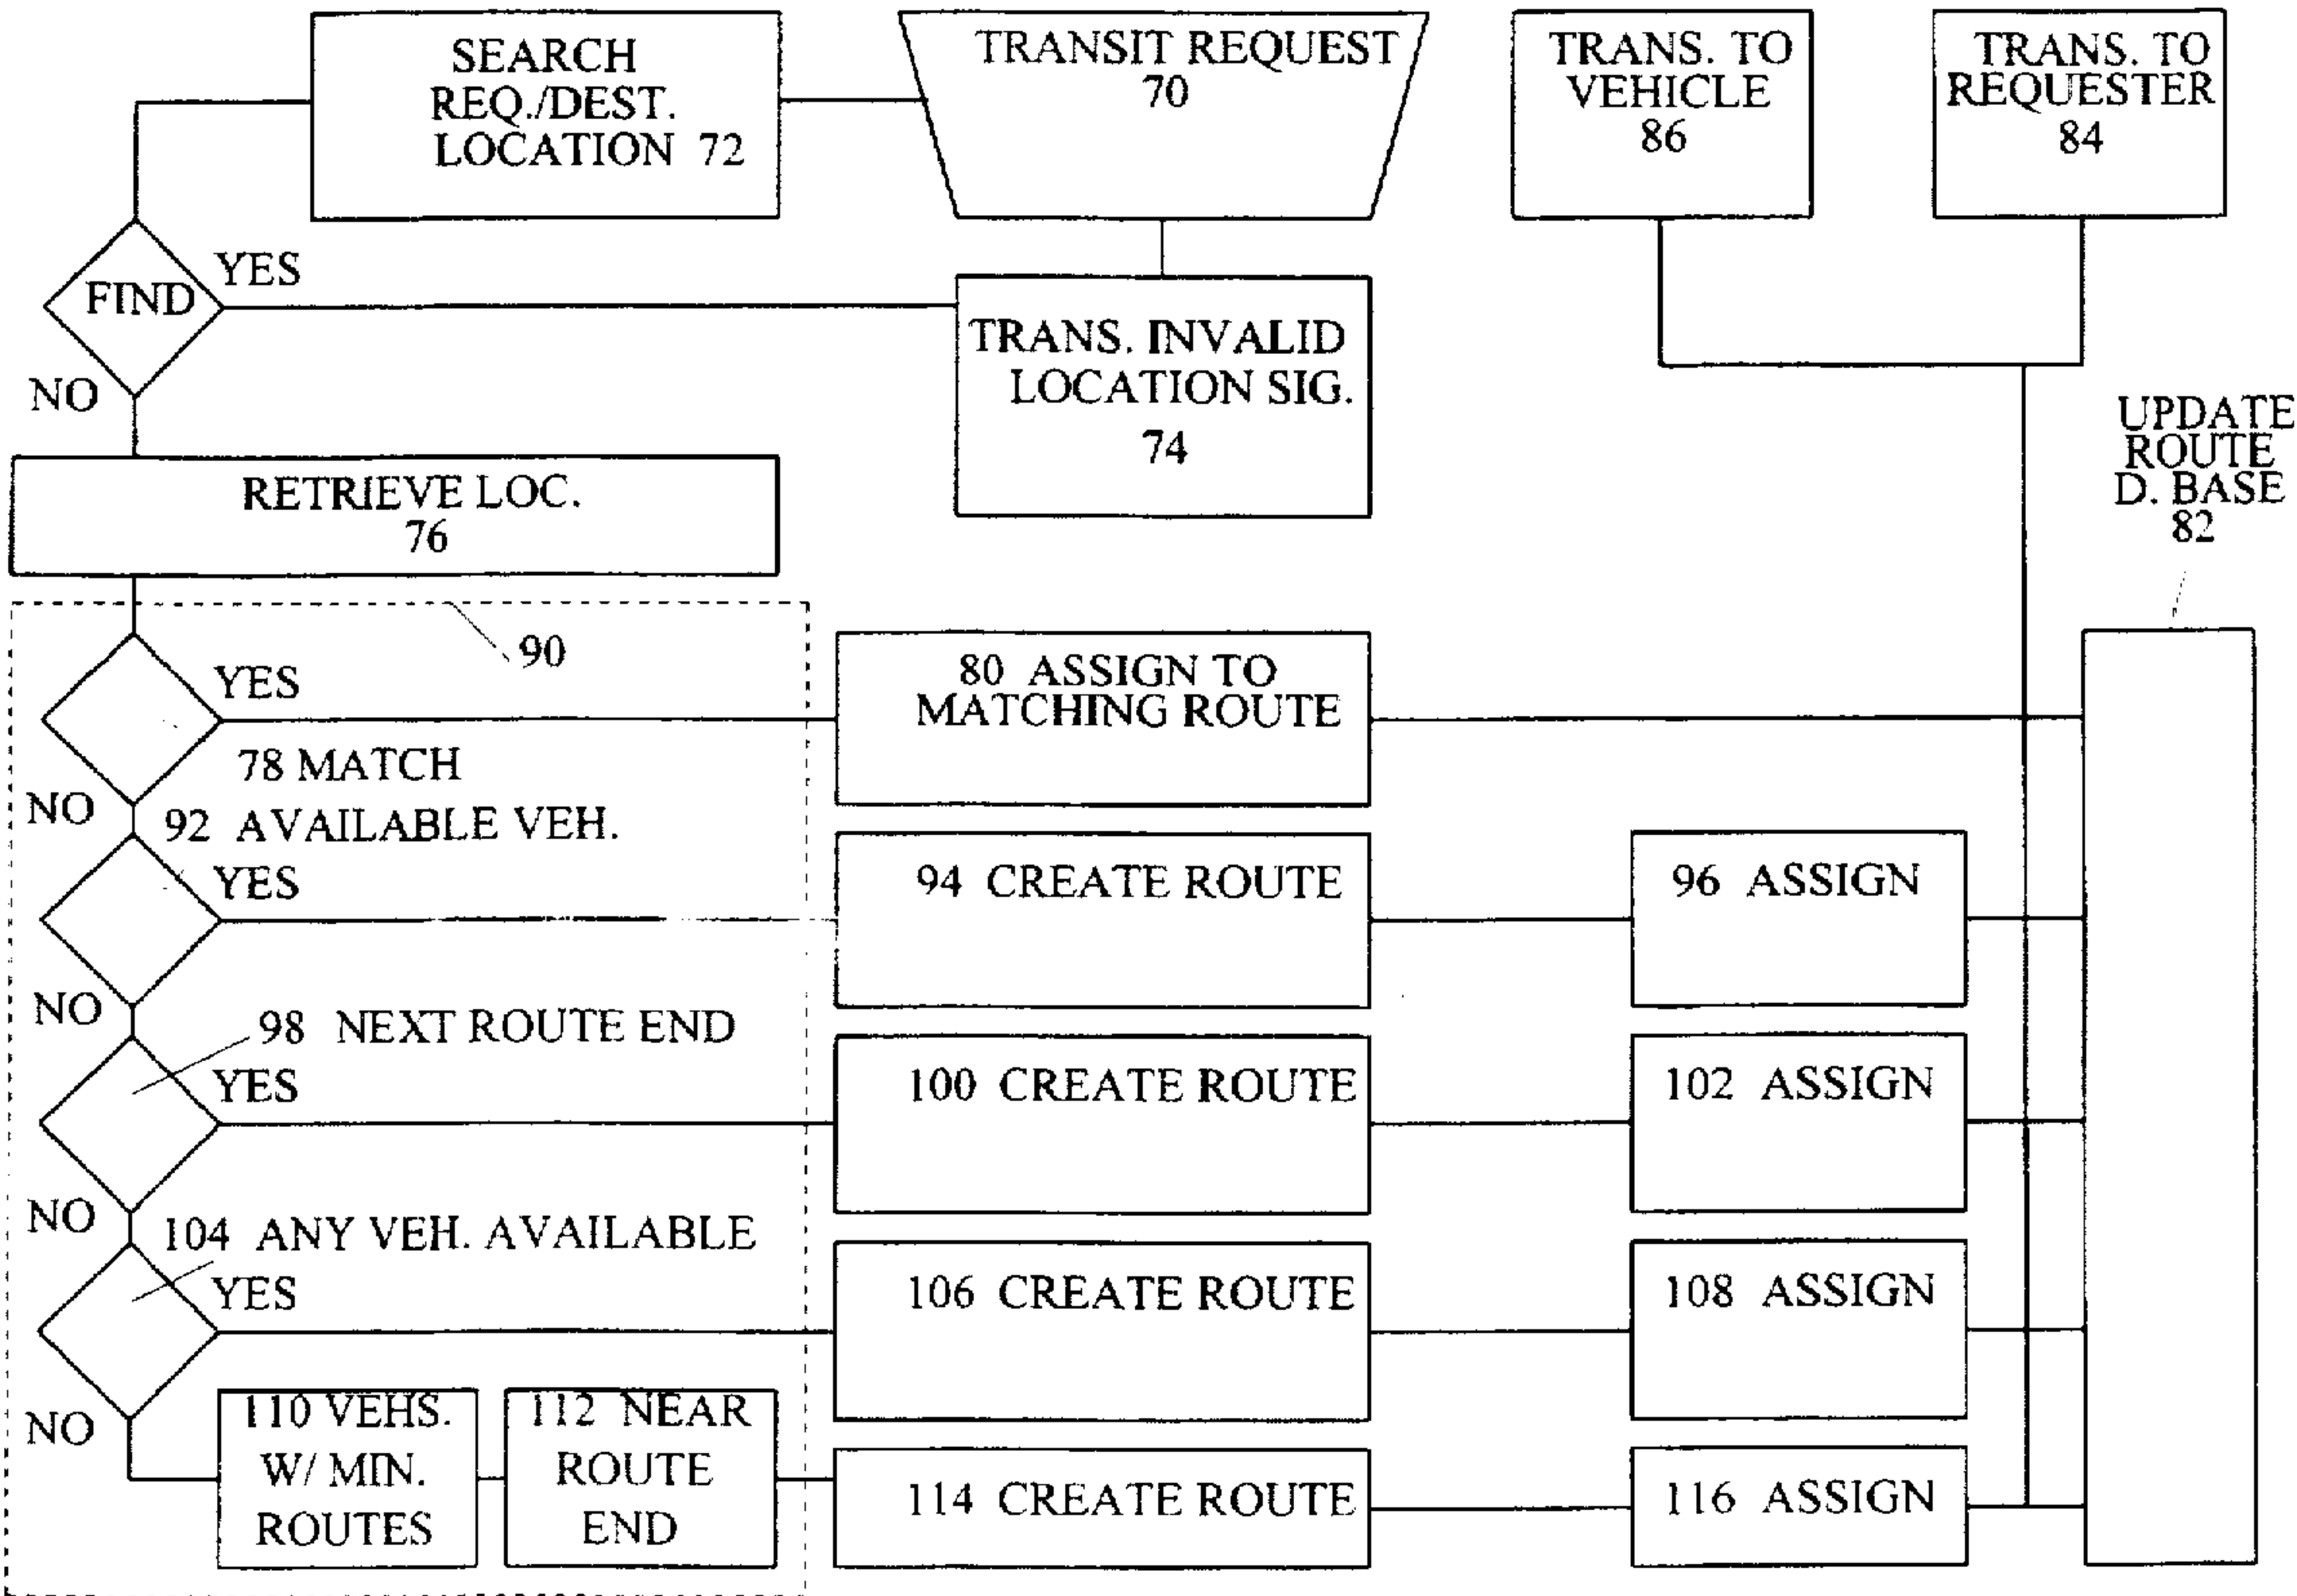 SEARCH
REQ./DEST.
LOCATION 72
TRANSIT REQUEST
70
TRANS. TO
VEHICLE
86
TRANS. TO
REQUESTER
84
FIND
YES
NO
TRANS. INVALID
LOCATION SIG.
74
UPDATE
ROUTE
D. BASE
82
RETRIEVE LOC.
76
90
YES
78 MATCH
NO
80 ASSIGN TO
MATCHING ROUTE
92 AVAILABLE VEH.
YES
NO
94 CREATE ROUTE
96 ASSIGN
98 NEXT ROUTE END
YES
NO
100 CREATE ROUTE
102 ASSIGN
104 ANY VEH. AVAILABLE
YES
NO
106 CREATE ROUTE
108 ASSIGN
110 VEHS.
W/ MIN.
ROUTES
112 NEAR
ROUTE
END
114 CREATE ROUTE
116 ASSIGN